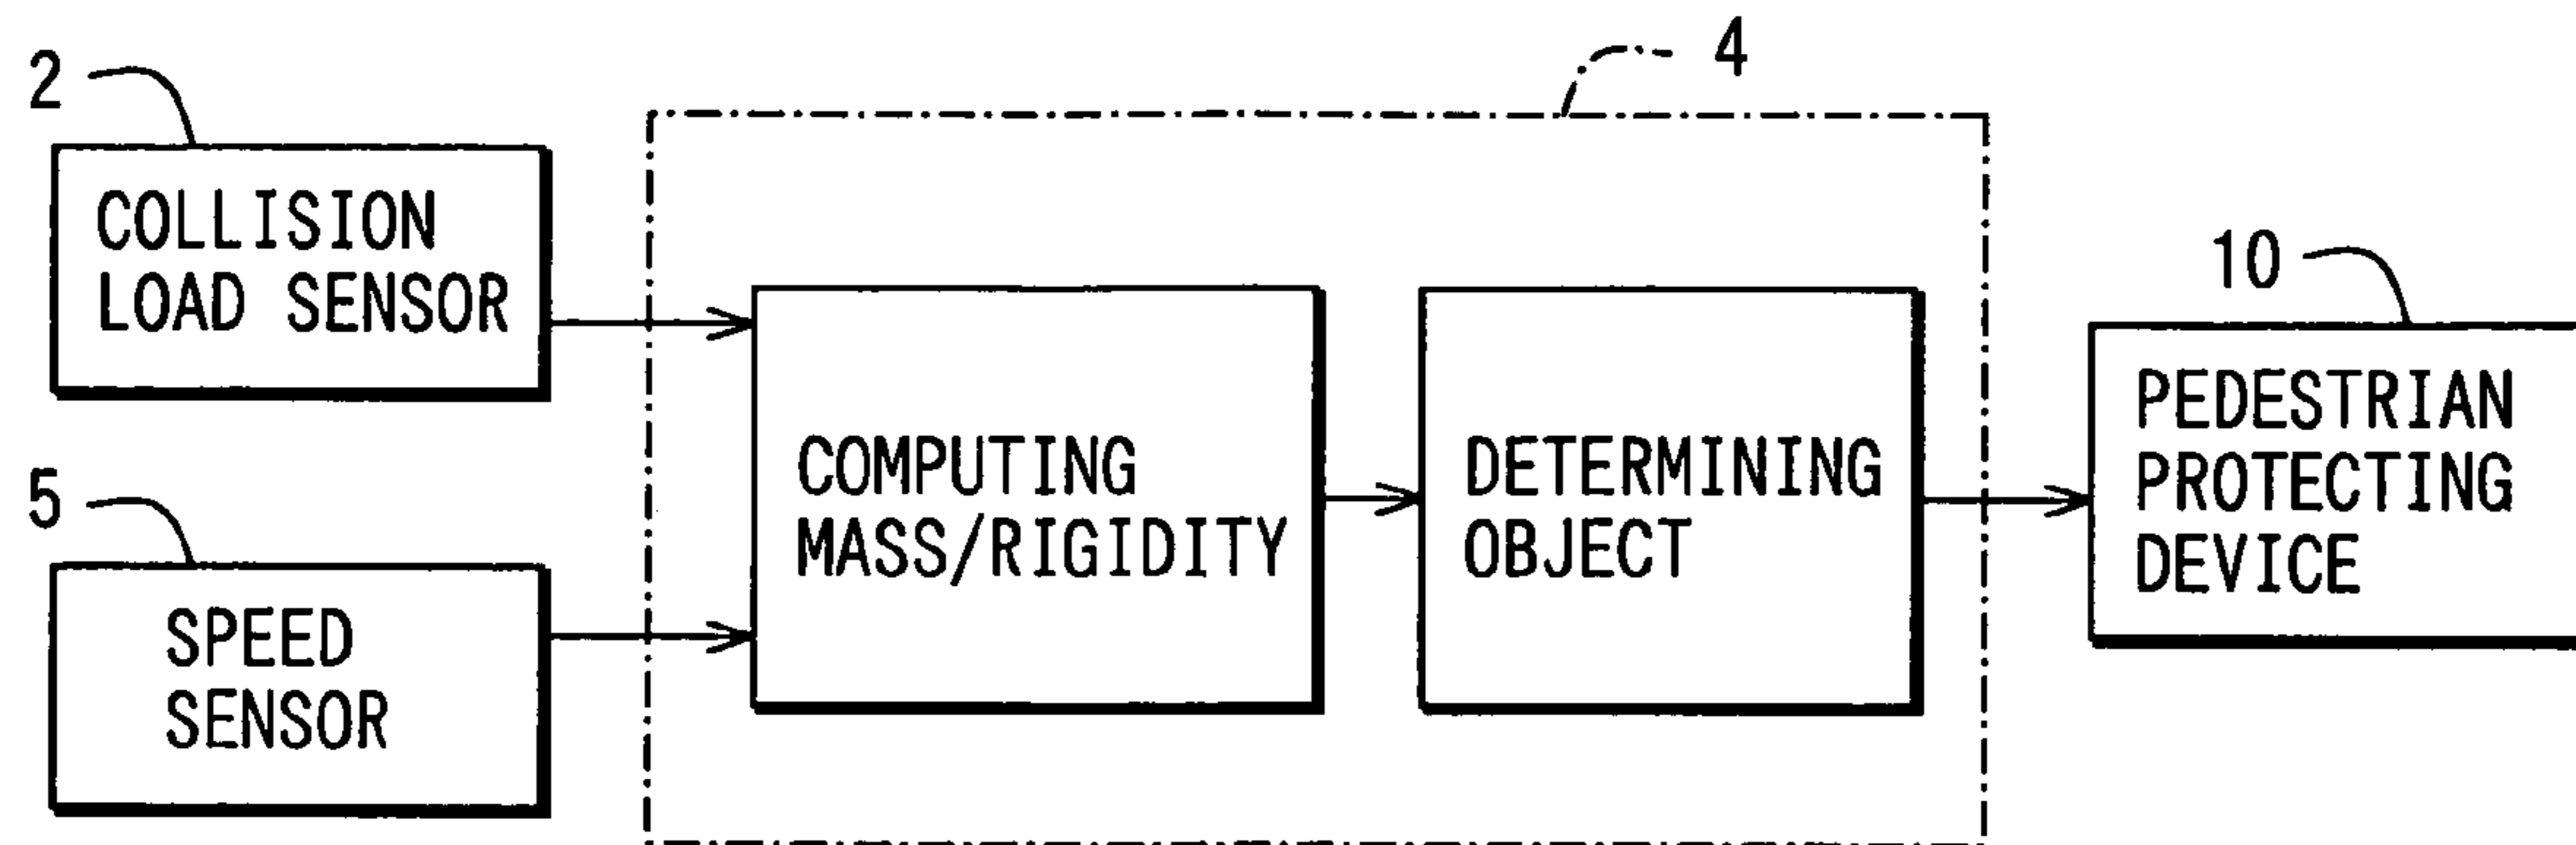 2
COLLISION
LOAD SENSOR
5
SPEED
SENSOR
4
COMPUTING
MASS/RIGIDITY
DETERMINING
OBJECT
10
PEDESTRIAN
PROTECTING
DEVICE